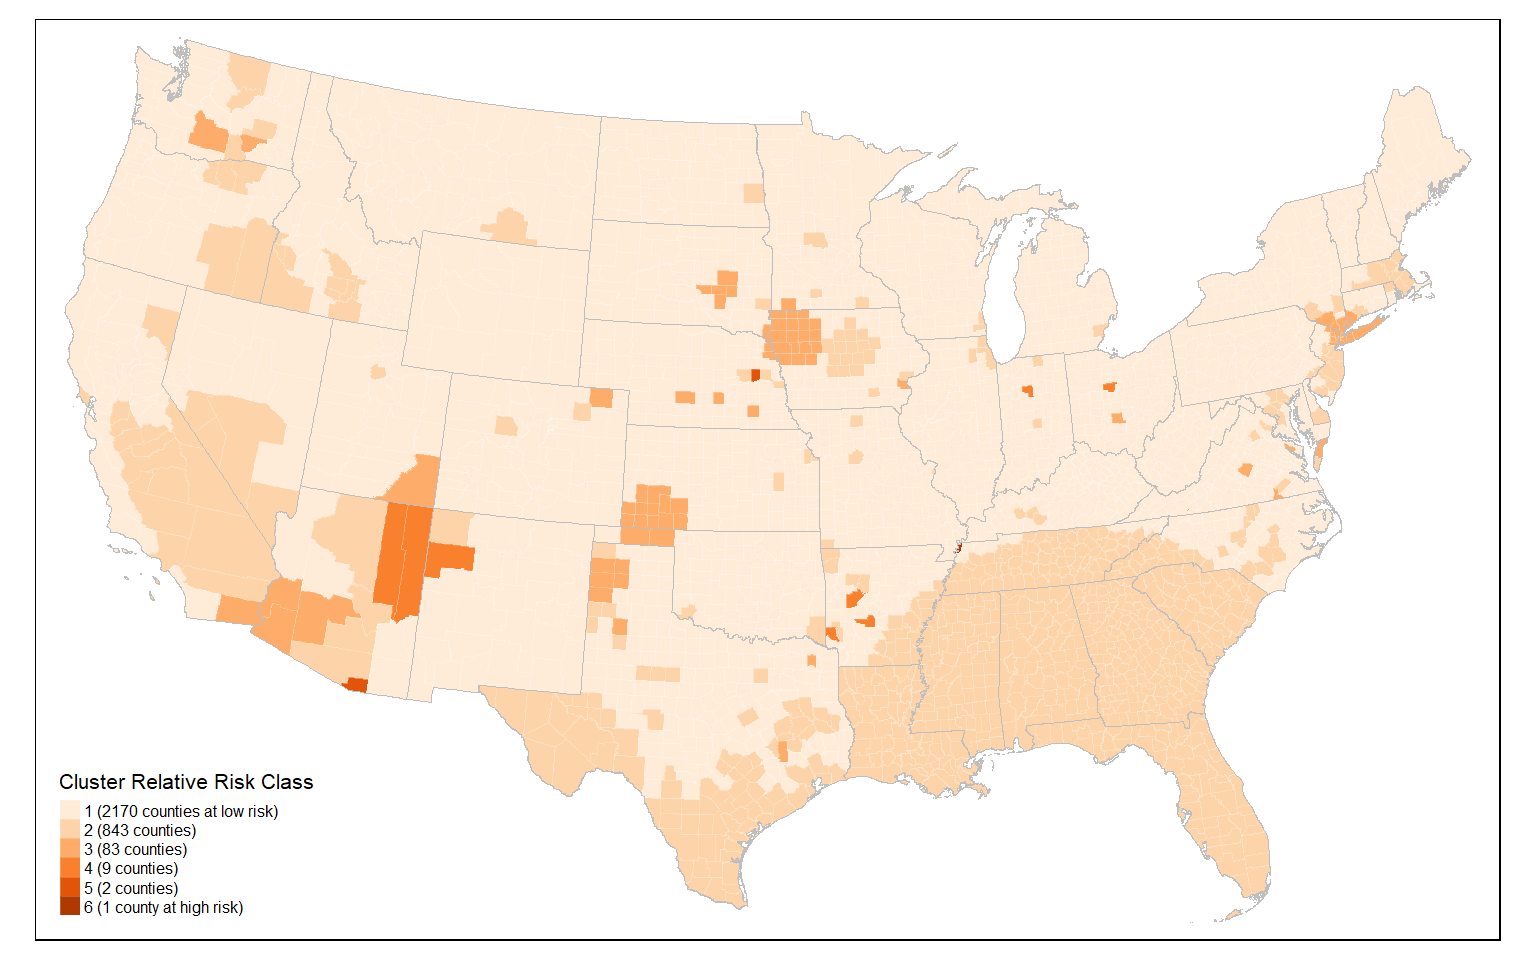 Cluster Relative Risk Class
1 (2170 counties at low risk)
2 (843 counties)
3 (83 counties)
4 (9 counties)
5 (2 counties)
6 (1 county at high risk)